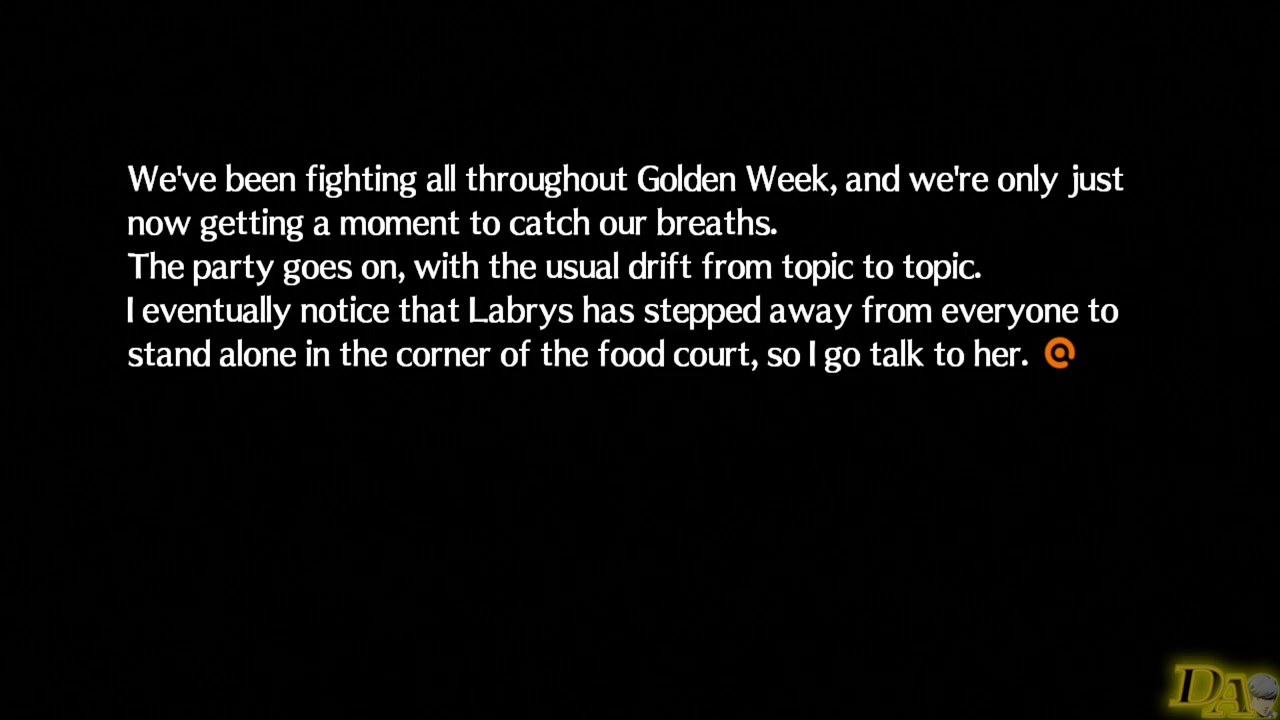 We've been fighting all throughout Golden Week, and we're only just
now getting a moment to catch our breaths.
The party goes on, with the usual drift from topic to topic.
I eventually notice that Labrys has stepped away from everyone to
stand alone in the corner of the food court, so I go talk to her.
DA